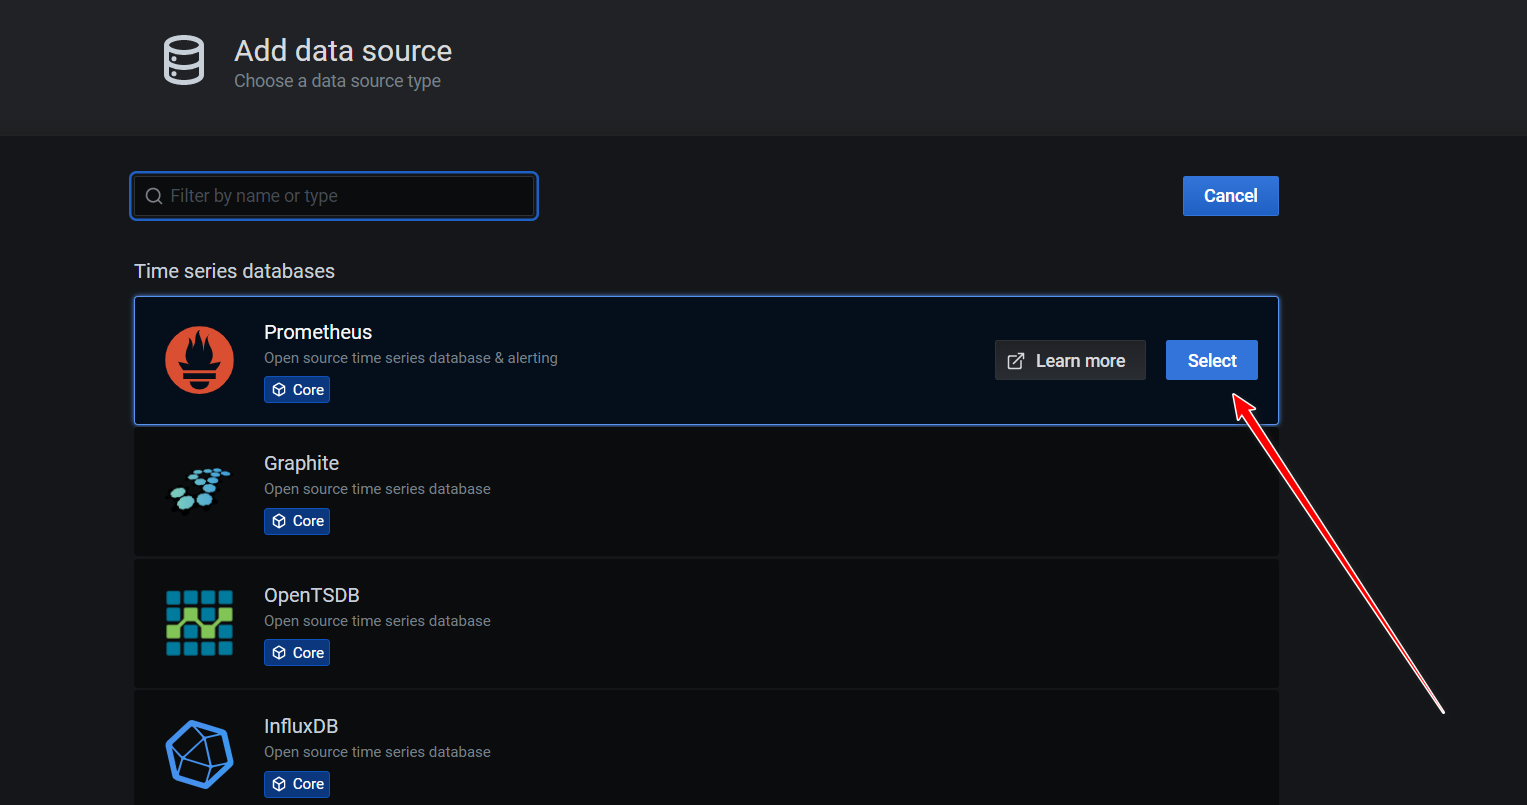 Add data source
Choose a data source type
Filter by name or type
Cancel
Time series databases
Prometheus
Open source time series database & alerting
Core
Learn more
Select
Graphite
Open source time series database
Core
OpenTSDB
Open source time series database
Core
InfluxDB
Open source time series database
Core